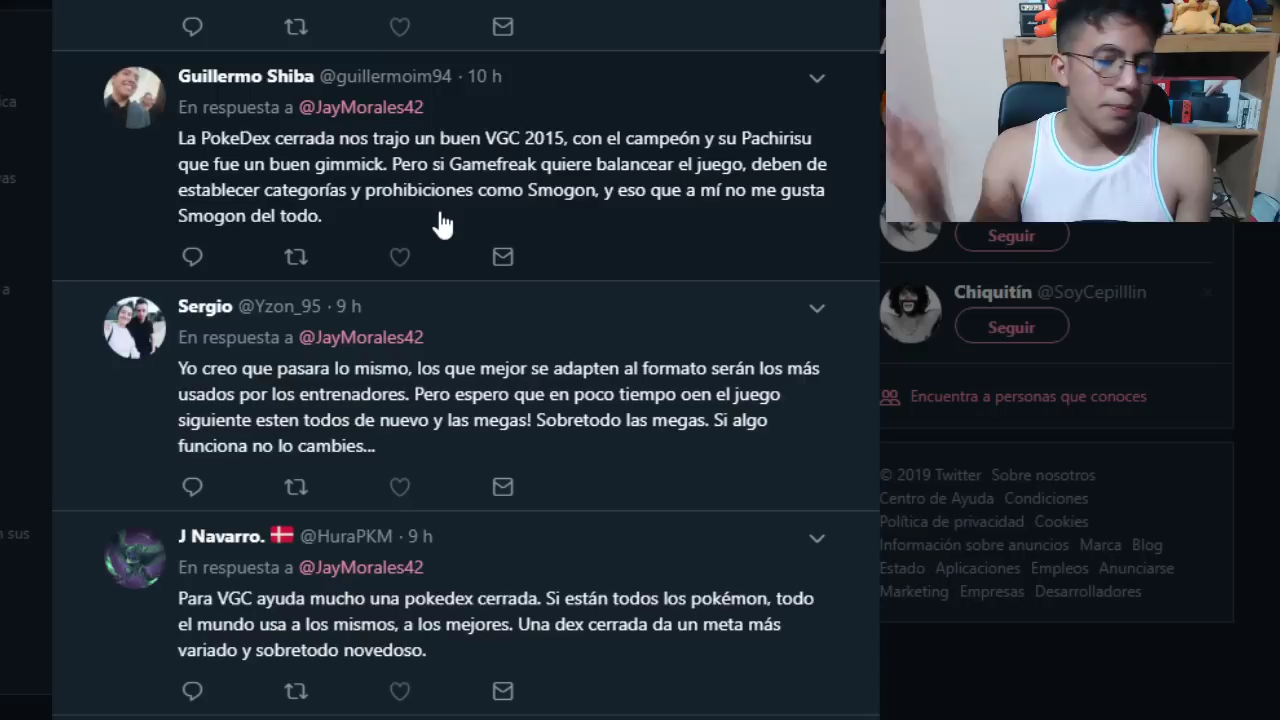 Guillermo Shiba @guillermoim94 · 10 h
En respuesta a @JayMorales42
La PokeDex cerrada nos trajo un buen VGC 2015, con el campeón y su Pachirisu
que fue un buen gimmick. Pero si Gamefreak quiere balancear el juego, deben de
establecer categorías y prohibiciones como Smogon, y eso que a mí no me gusta
Smogon del todo.
Sergio @Yzon_95 · 9 h
En respuesta a @JayMorales42
Yo creo que pasara lo mismo, los que mejor se adapten al formato serán los más
usados por los entrenadores. Pero espero que en poco tiempo oen el juego
siguiente esten todos de nuevo y las megas! Sobretodo las megas. Si algo
funciona no lo cambies...
J Navarro. @HuraPKM · 9 h
En respuesta a @JayMorales42
Para VGC ayuda mucho una pokedex cerrada. Si están todos los pokémon, todo
el mundo usa a los mismos, a los mejores. Una dex cerrada da un meta más
variado y sobretodo novedoso.
Seguir
Chiquitín @SoyCepilllin
Seguir
Encuentra a personas que conoces
© 2019 Twitter Sobre nosotros
Centro de Ayuda Condiciones
Política de privacidad Cookies
Información sobre anuncios Marca Blog
Estado Aplicaciones Empleos Anunciarse
Marketing Empresas Desarrolladores